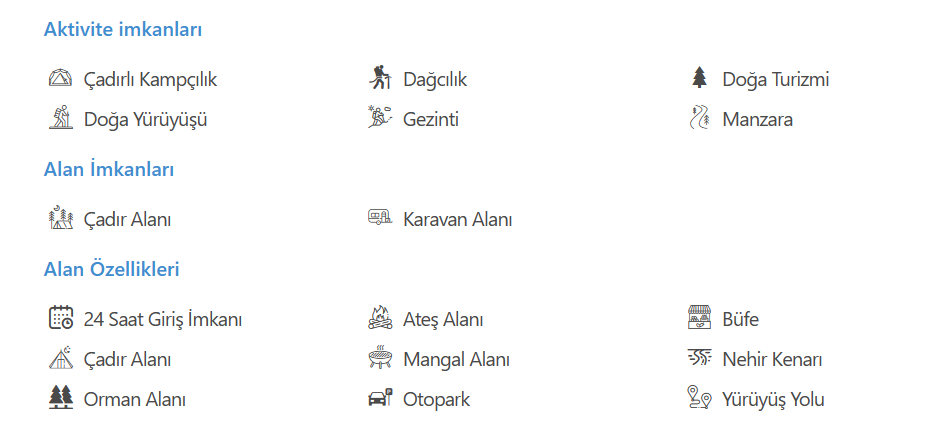 Aktivite imkanları
Çadırlı Kampçılık Dağcılık Doğa Turizmi
Doğa Yürüyüşü Gezinti Manzara
Alan İmkanları
Çadır Alanı Karavan Alanı
Alan Özellikleri
24 Saat Giriş İmkanı Ateş Alanı Büfe
Çadır Alanı Mangal Alanı Nehir Kenarı
Orman Alanı Otopark Yürüyüş Yolu